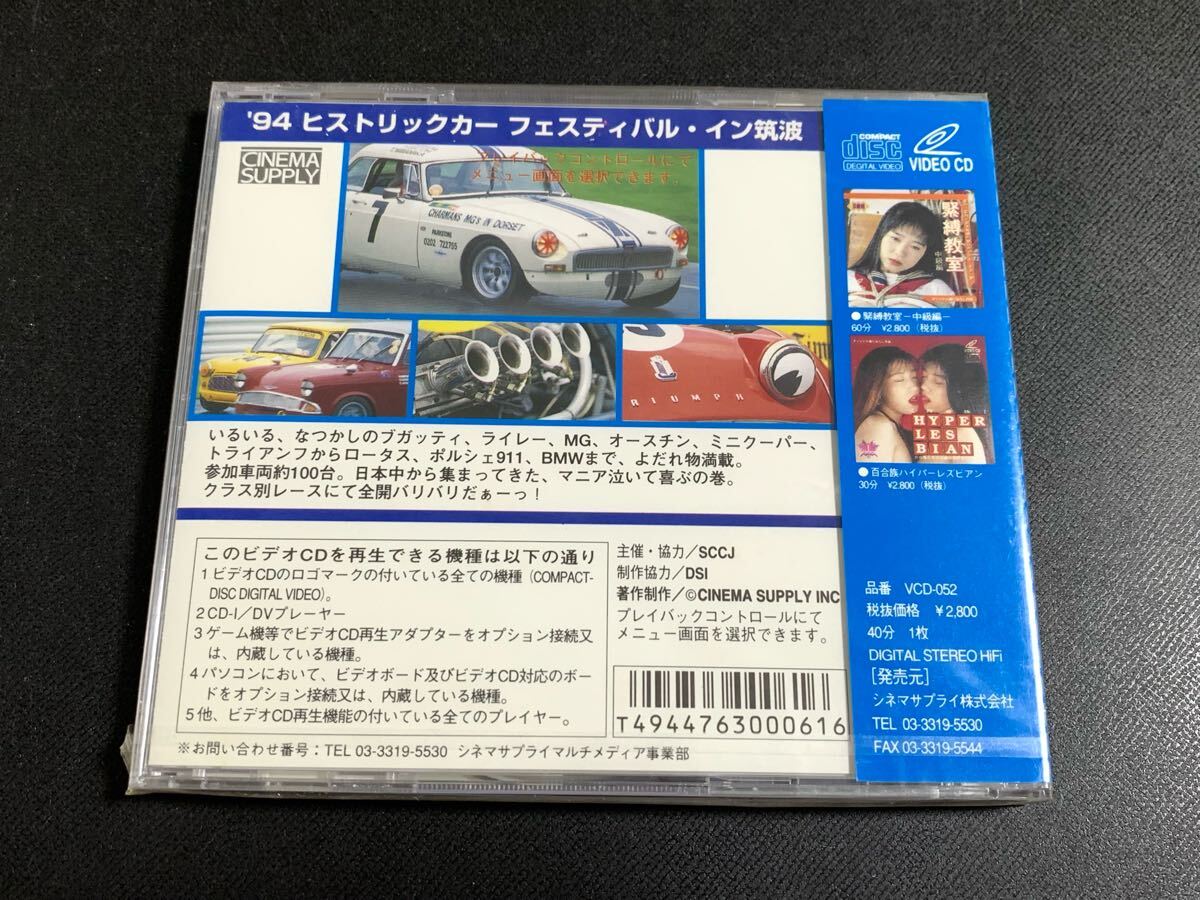 '94 ヒストリックカー フェスティバル・イン筑波
CINEMA
SUPPLY
プレイバックコントロールにて
メニュー画面を選択できます。
7
CHARMANS MG's IN DORSET
PARKSTONE
0202 722755
TRIUMPH
いるいる、なつかしのブガッティ、ライレー、MG、オースチン、ミニクーパー、
トライアンフからロータス、ポルシェ911、BMWまで、よだれ物満載。
参加車両約100台。日本中から集まってきた、マニア泣いて喜ぶの巻。
クラス別レースにて全開バリバリだぁーっ！
このビデオCDを再生できる機種は以下の通り
1 ビデオCDのロゴマークの付いている全ての機種（COMPACT-
DISC DIGITAL VIDEO）。
2 CD-I／DVプレーヤー
3 ゲーム機等でビデオCD再生アダプターをオプション接続又
は、内蔵している機種。
4 パソコンにおいて、ビデオボード及びビデオCD対応のボー
ドをオプション接続又は、内蔵している機種。
5 他、ビデオCD再生機能の付いている全てのプレイヤー。
※お問い合わせ番号：TEL 03-3319-5530 シネマサプライマルチメディア事業部
主催・協力／SCCJ
制作協力／DSI
著作制作／©CINEMA SUPPLY INC
プレイバックコントロールにて
メニュー画面を選択できます。
T4944763000616
COMPACT
disc
DEGITAL VIDEO
VIDEO CD
緊縛教室
中級編
緊縛教室－中級編－
60分 ¥2.800（税抜）
HYPER
LES
BIAN
百合族ハイパーレズビアン
30分 ¥2.800（税抜）
品番 VCD-052
税抜価格 ¥2,800
40分 1枚
DIGITAL STEREO HiFi
［発売元］
シネマサプライ株式会社
TEL 03-3319-5530
FAX 03-3319-5544